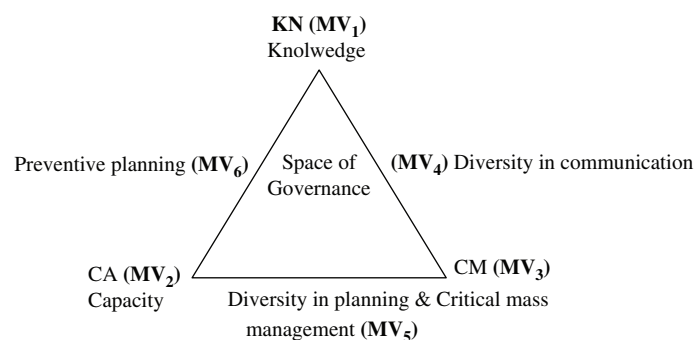 KN (MV1)
Knolwedge
Preventive planning (MV6)
Space of
Governance
(MV4) Diversity in communication
CA (MV2)
Capacity
CM (MV3)
Diversity in planning & Critical mass
management (MV5)